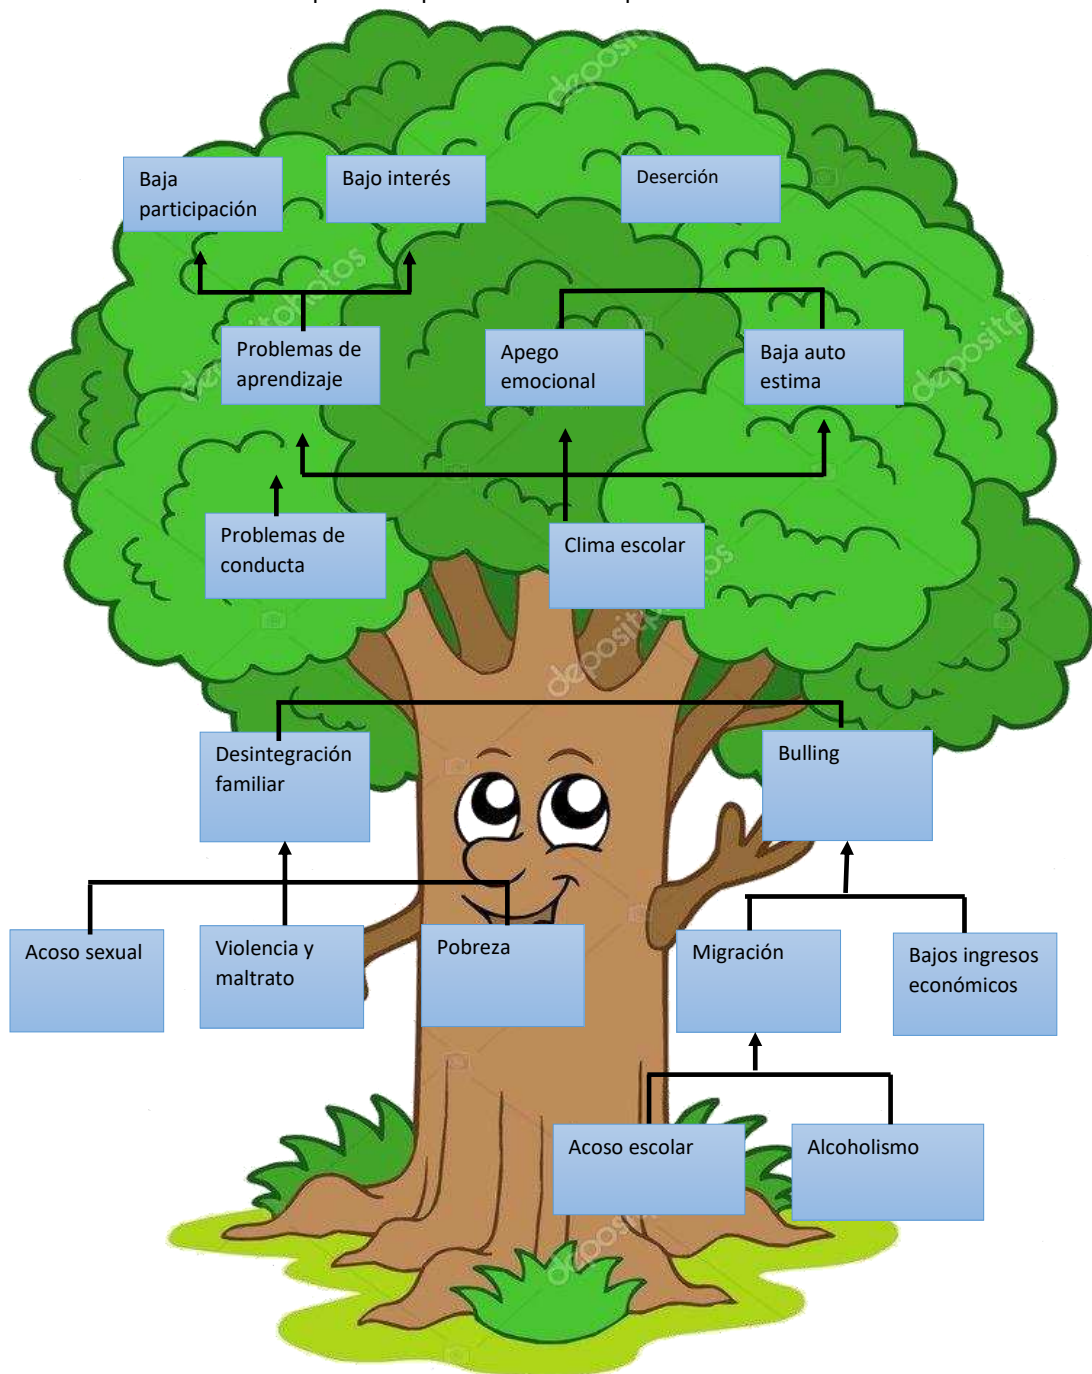 Baja
participación
Bajo interés
Deserción
Problemas de
aprendizaje
Apego
emocional
Baja auto
estima
Problemas de
conducta
Clima escolar
Desintegración
familiar
Bulling
Acoso sexual
Violencia y
maltrato
Pobreza
Migración
Bajos ingresos
económicos
Acoso escolar
Alcoholismo
depositphotos